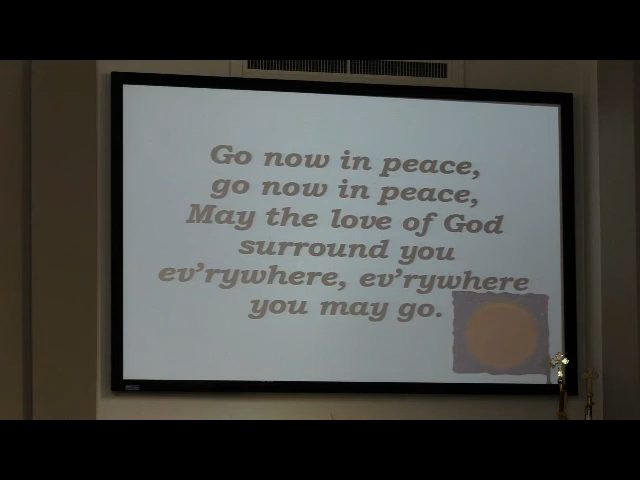 Go now in peace,
go now in peace,
May the love of God
surround you
ev'rywhere, ev'rywhere
you may go.